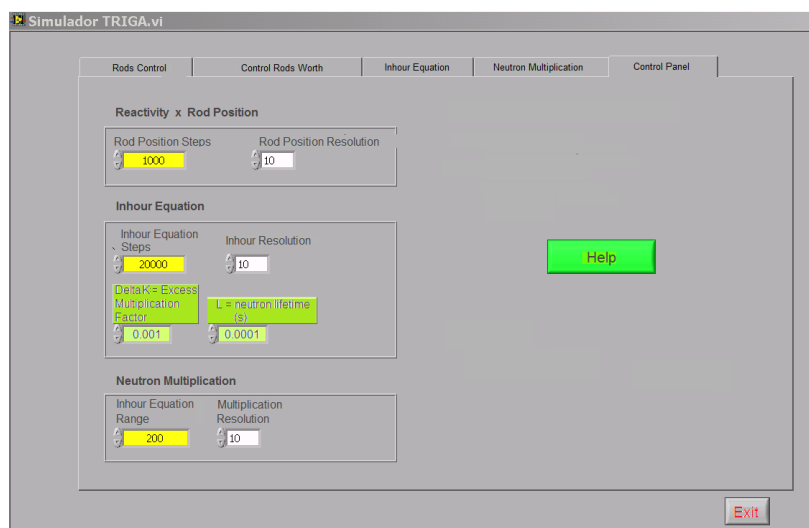 Simulador TRIGA.vi
Rods Control Control Rods Worth Inhour Equation Neutron Multiplication Control Panel
Reactivity x Rod Position
Rod Position Steps Rod Position Resolution
1000 10
Inhour Equation
Inhour Equation
Steps
Inhour Resolution
20000 10
DeltaK= Excess
Multiplication
Factor
L = neutron lifetime
(s)
0.001 0.0001
Help
Neutron Multiplication
Inhour Equation
Range
Multiplication
Resolution
200 10
Exit